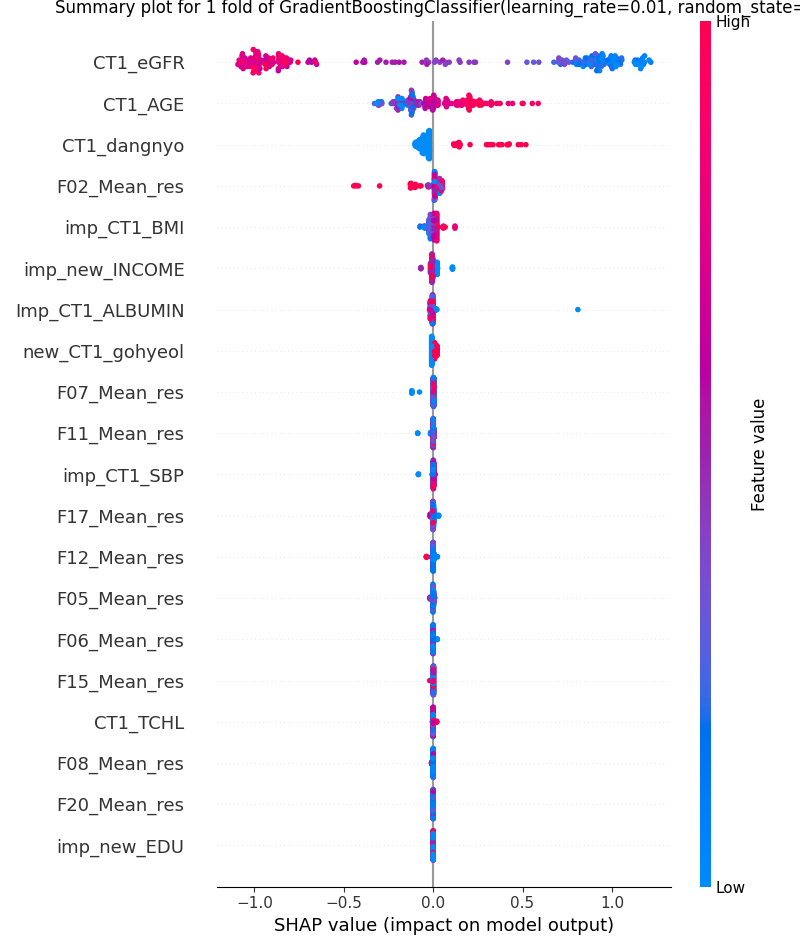 Summary plot for 1 fold of GradientBoostingClassifier(learning_rate=0.01, random_state=
High
CT1_eGFR
CT1_AGE
CT1_dangnyo
F02_Mean_res
imp_CT1_BMI
imp_new_INCOME
Imp_CT1_ALBUMIN
new_CT1_gohyeol
F07_Mean_res
F11_Mean_res
imp_CT1_SBP
F17_Mean_res
F12_Mean_res
F05_Mean_res
F06_Mean_res
F15_Mean_res
CT1_TCHL
F08_Mean_res
F20_Mean_res
imp_new_EDU
Feature value
Low
−1.0 −0.5 0.0 0.5 1.0
SHAP value (impact on model output)